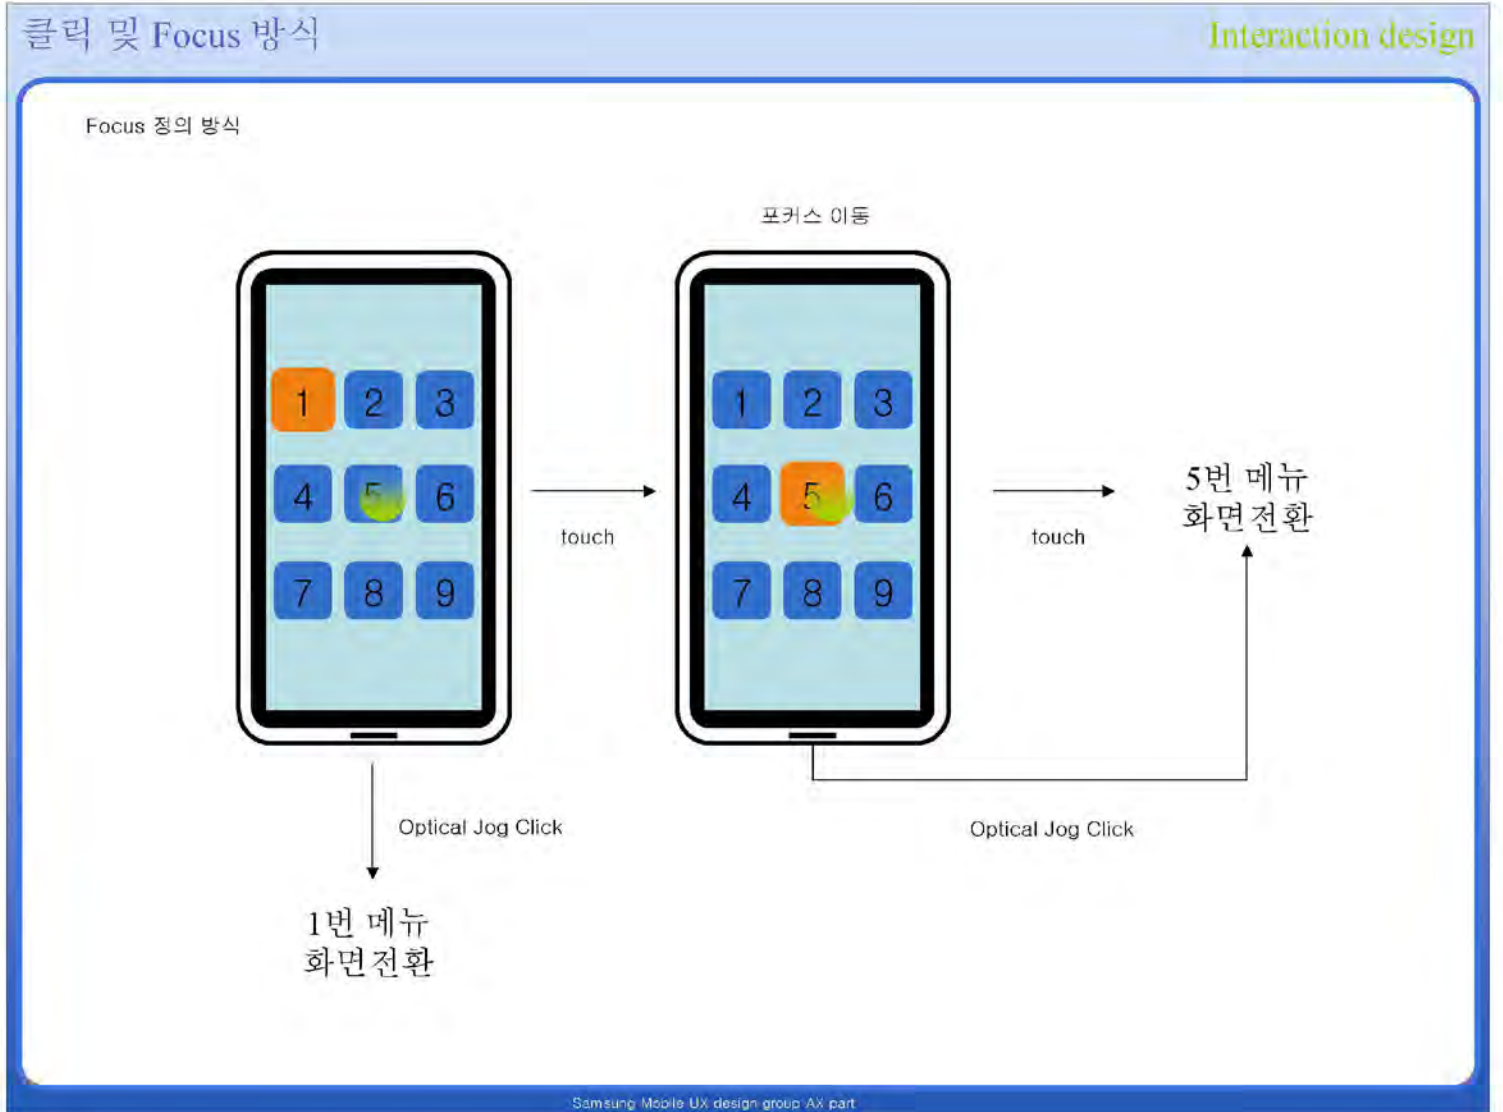 클릭 및 Focus 방식
Interaction design
Focus 정의 방식
포커스 이동
1 2 3
4 5 6
7 8 9
touch
1 2 3
4 5 6
7 8 9
touch
5번 메뉴
화면전환
Optical Jog Click
Optical Jog Click
1번 메뉴
화면전환
Samsung Mobile UX design group AX part